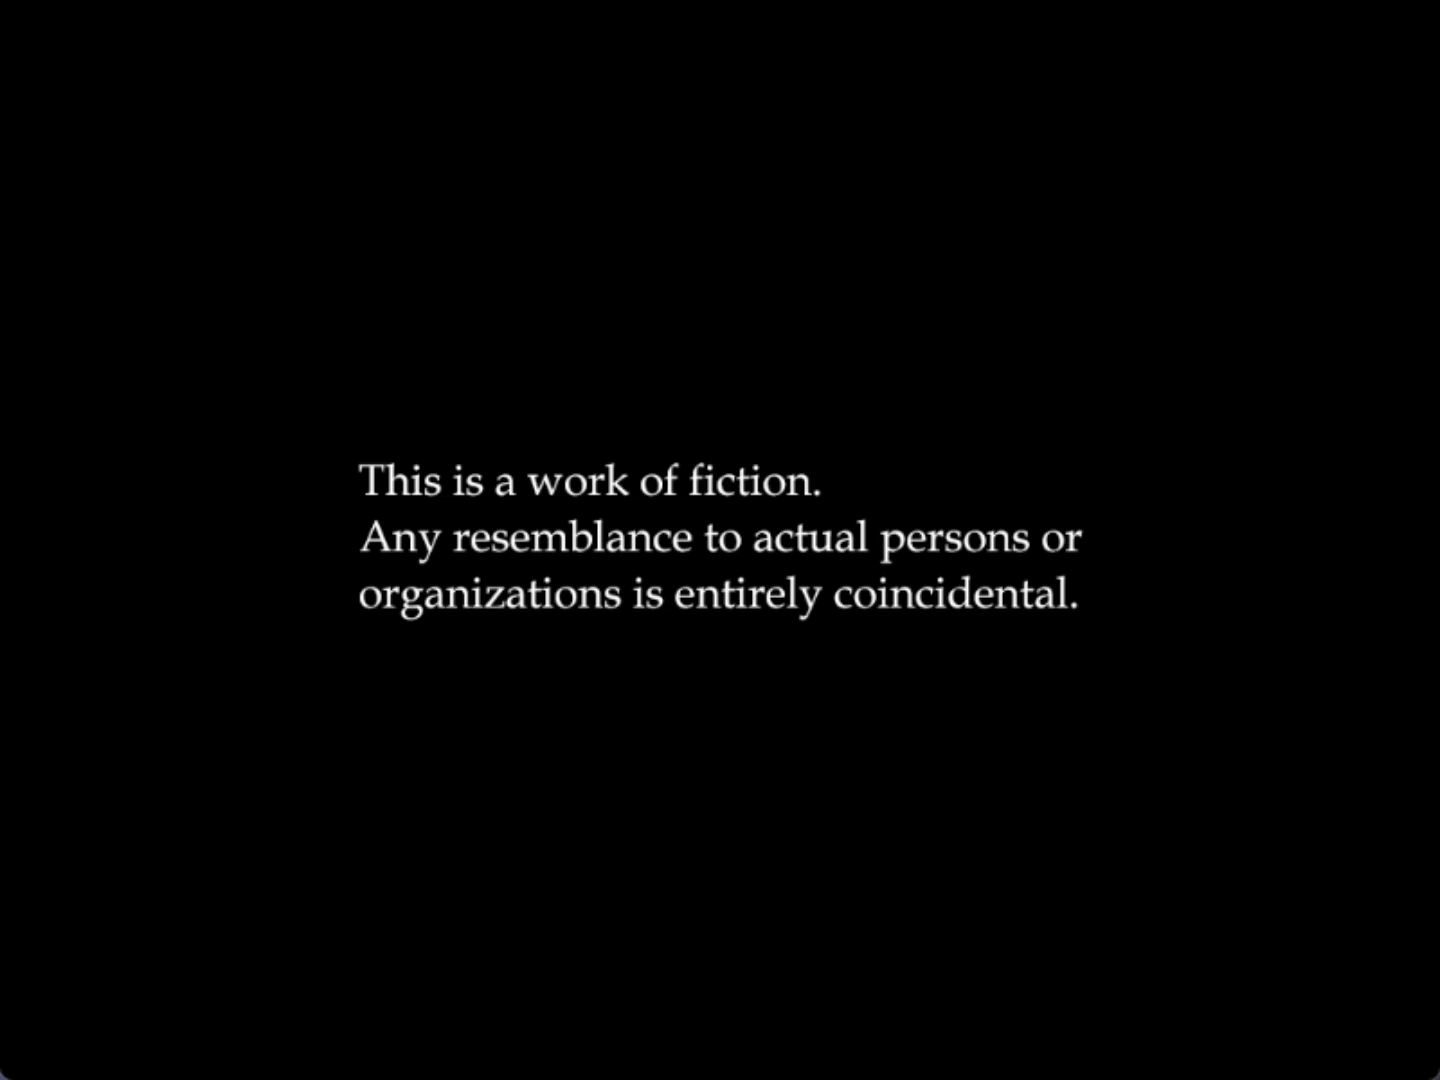 This is a work of fiction.
Any resemblance to actual persons or
organizations is entirely coincidental.